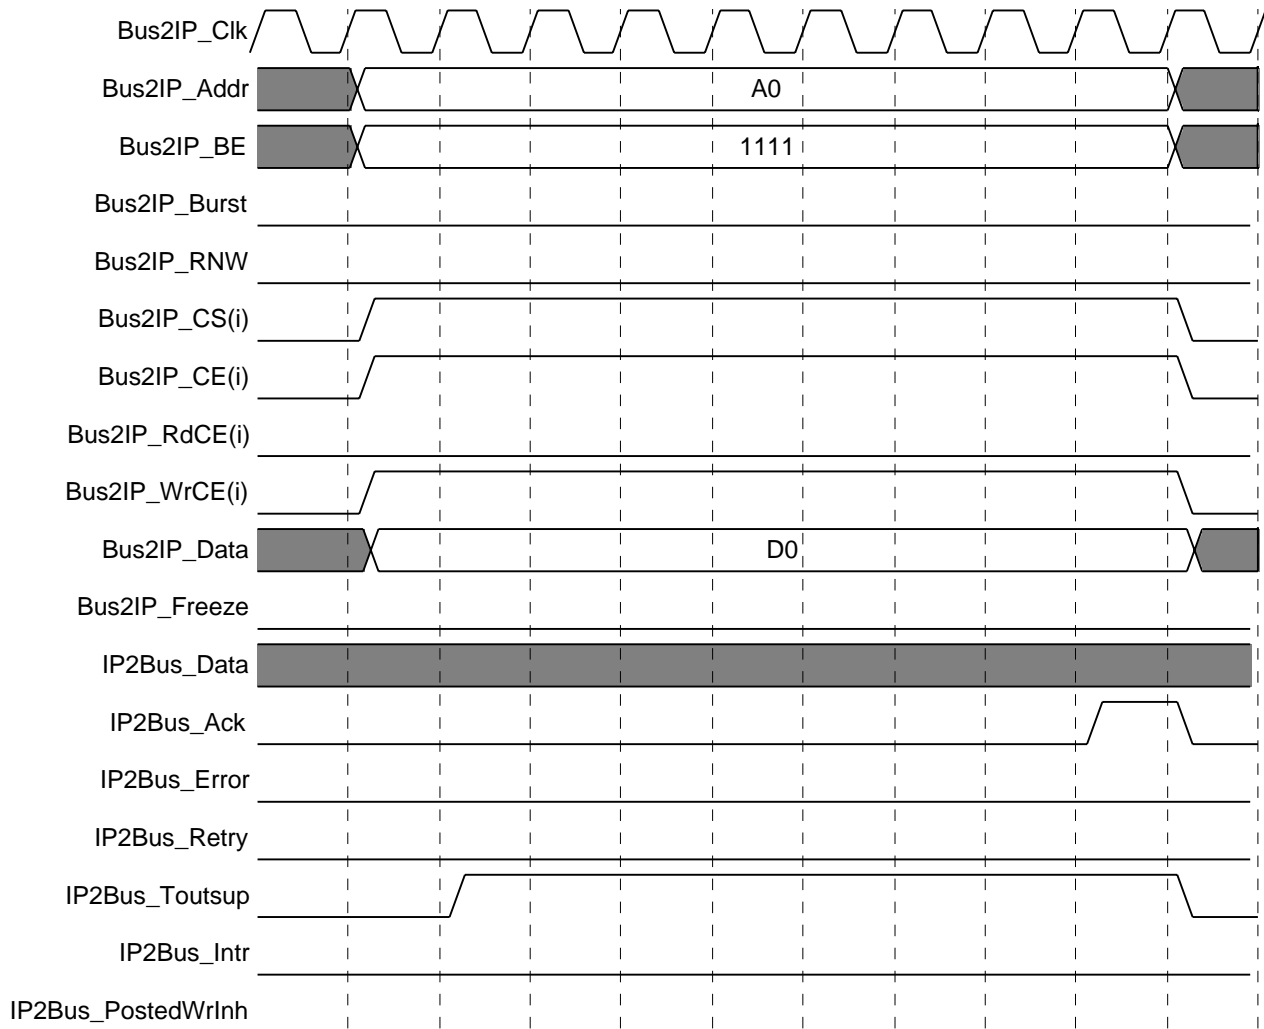 Bus2IP_Clk
Bus2IP_Addr A0
Bus2IP_BE 1111
Bus2IP_Burst
Bus2IP_RNW
Bus2IP_CS(i)
Bus2IP_CE(i)
Bus2IP_RdCE(i)
Bus2IP_WrCE(i)
Bus2IP_Data D0
Bus2IP_Freeze
IP2Bus_Data
IP2Bus_Ack
IP2Bus_Error
IP2Bus_Retry
IP2Bus_Toutsup
IP2Bus_Intr
IP2Bus_PostedWrInh